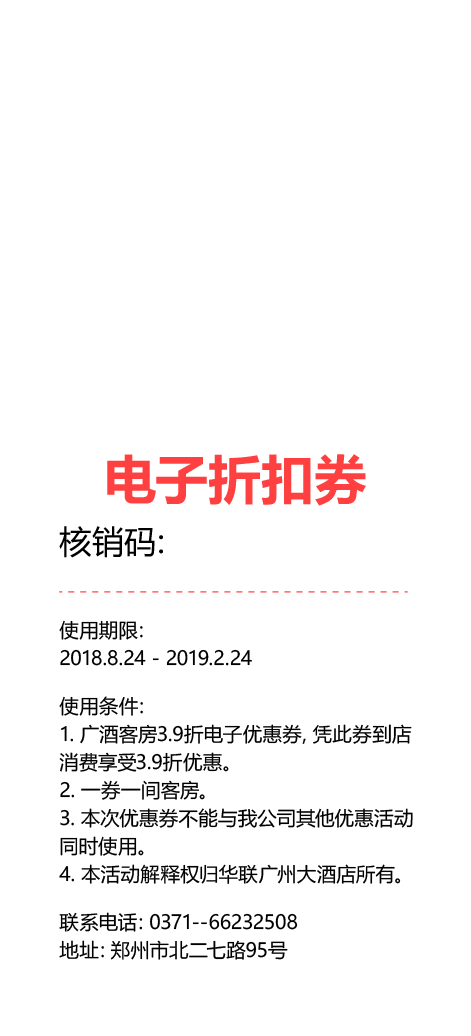 电子折扣券
核销码:
使用期限:
2018.8.24 - 2019.2.24
使用条件:
1. 广酒客房3.9折电子优惠券, 凭此券到店
消费享受3.9折优惠。
2. 一券一间客房。
3. 本次优惠券不能与我公司其他优惠活动
同时使用。
4. 本活动解释权归华联广州大酒店所有。
联系电话: 0371--66232508
地址: 郑州市北二七路95号